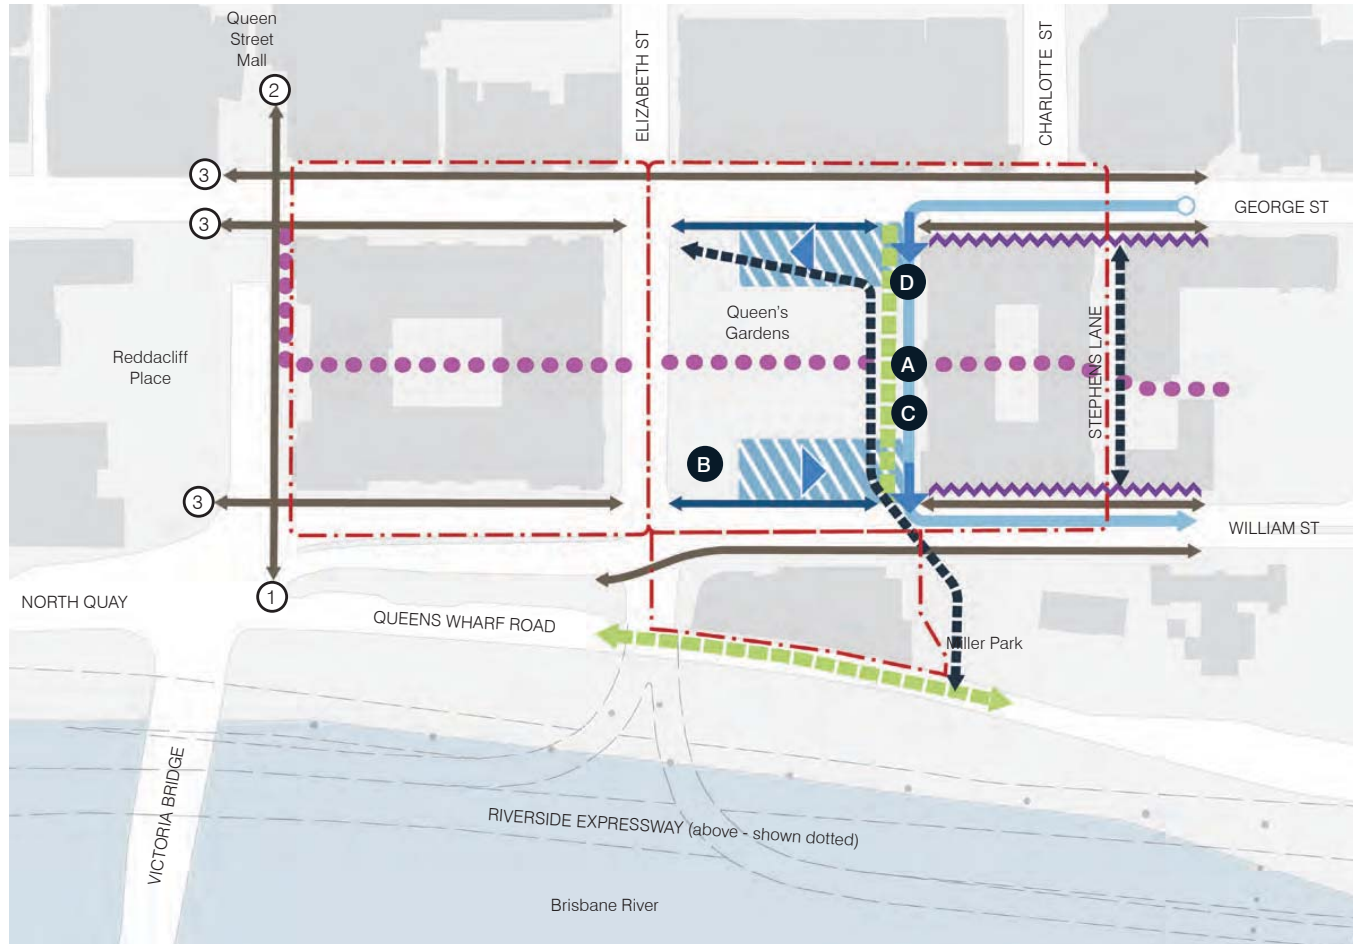 Queen
Street
Mall
2
ELIZABETH ST
CHARLOTTE ST
3
GEORGE ST
3
D
Queen's
Gardens
Reddacliff
Place
A
STEPHENS LANE
C
B
3
WILLIAM ST
1
NORTH QUAY
QUEENS WHARF ROAD
Miller Park
VICTORIA BRIDGE
RIVERSIDE EXPRESSWAY (above - shown dotted)
Brisbane River